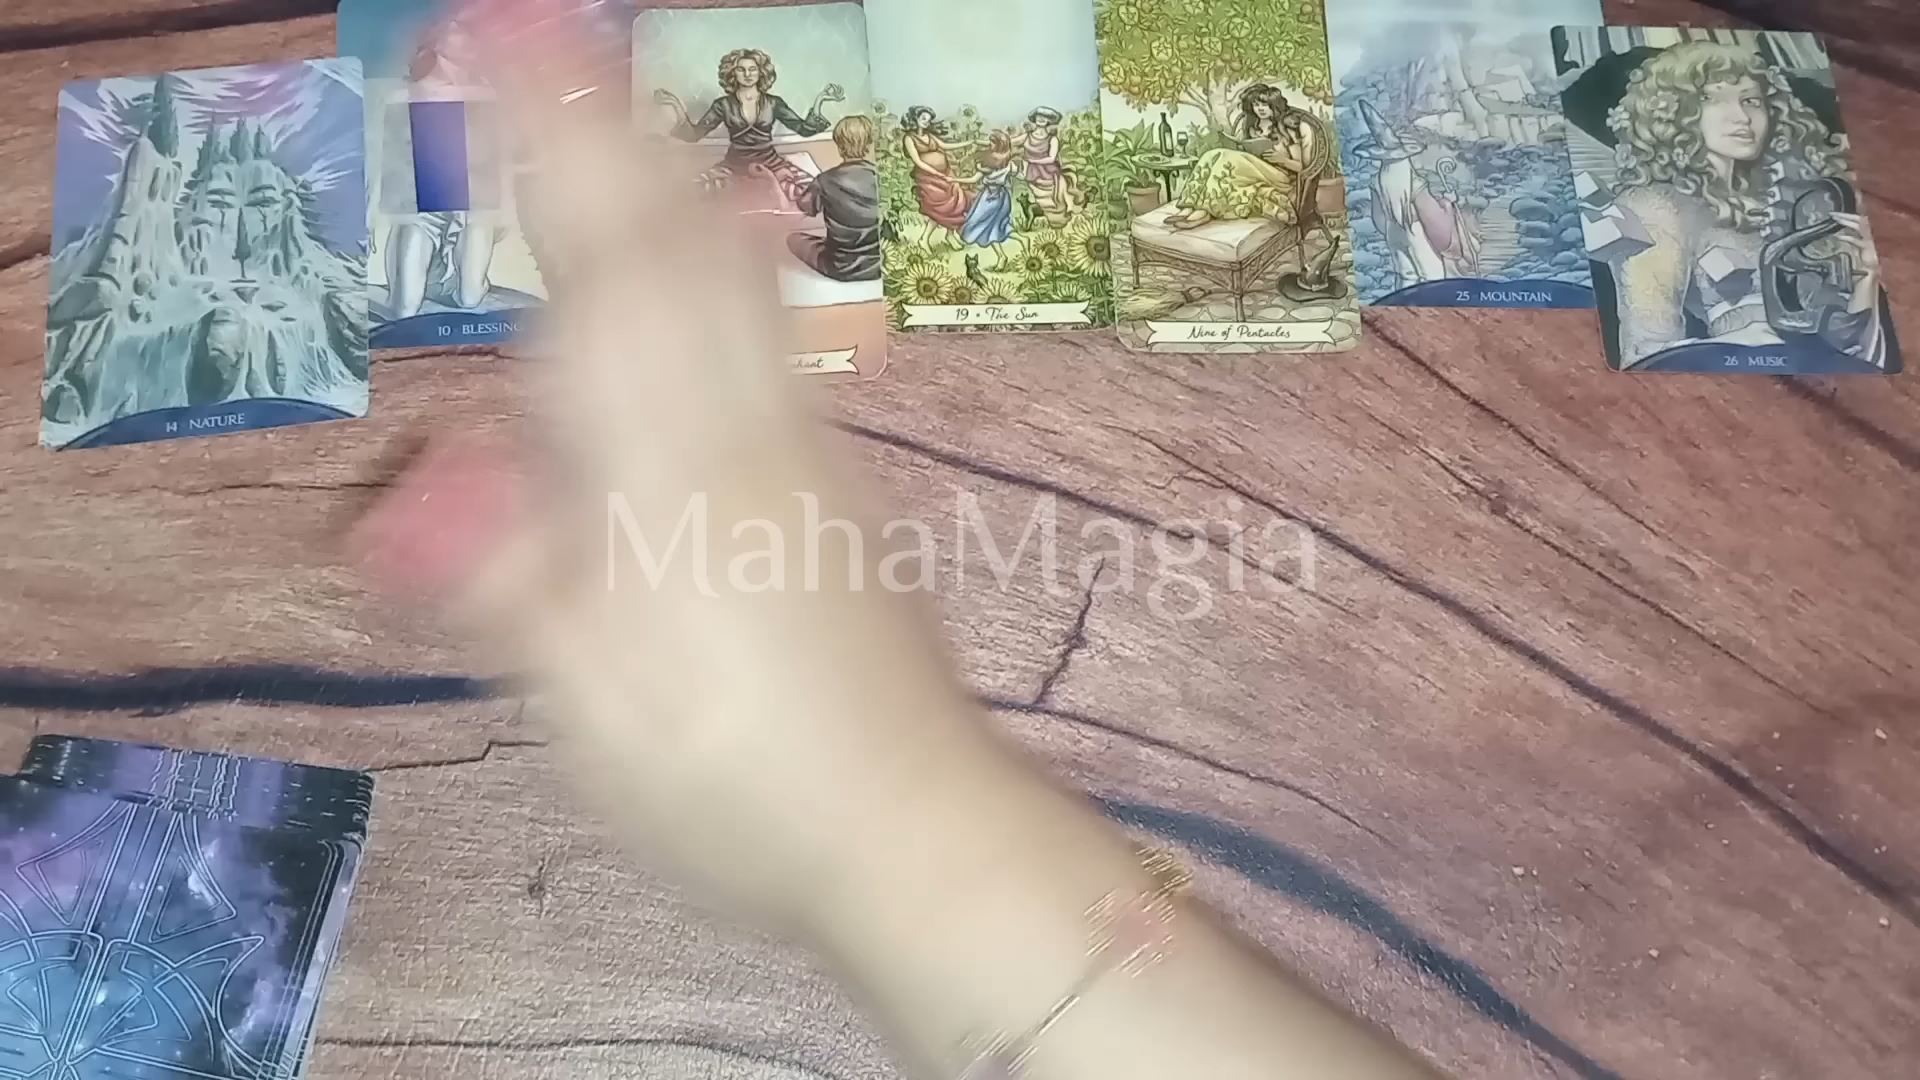 14 NATURE
10 BLESSING
19 • The Sun
Nine of Pentacles
25 MOUNTAIN
26 MUSIC
MahaMagia